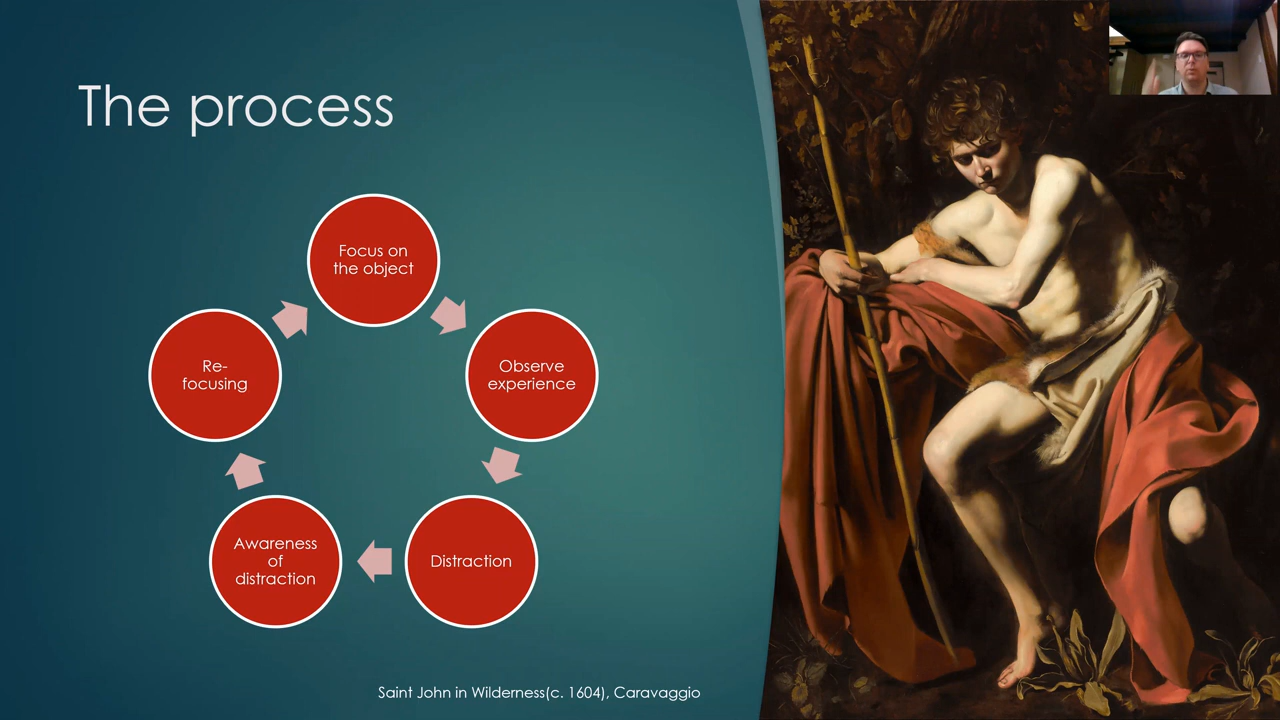 The process
Focus on
the object
Observe
experience
Distraction
Awareness
of
distraction
Re-
focusing
Saint John in Wilderness(c. 1604), Caravaggio